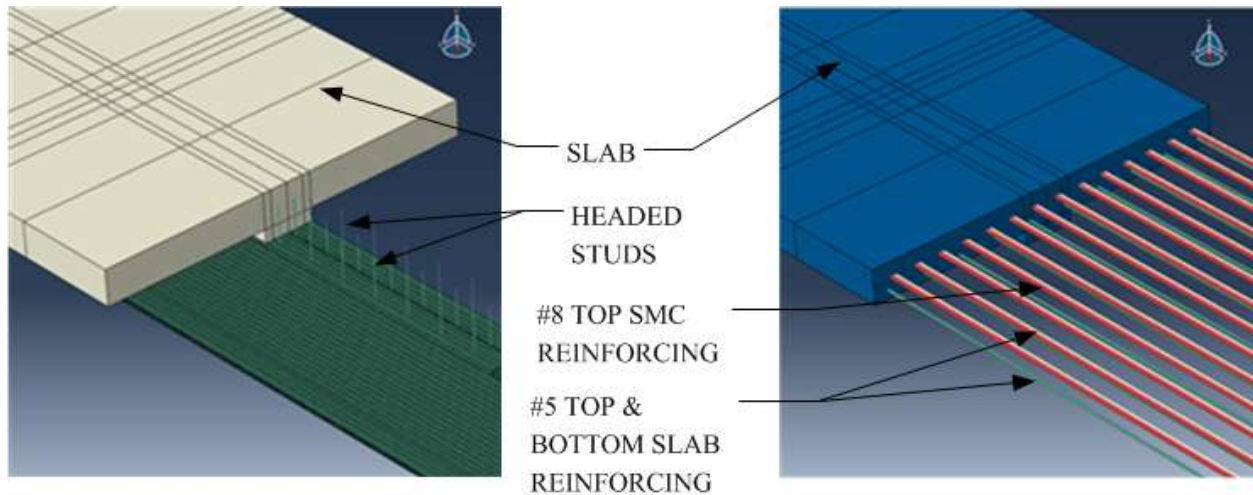 SLAB
HEADED
STUDS
#8 TOP SMC
REINFORCING
#5 TOP &
BOTTOM SLAB
REINFORCING